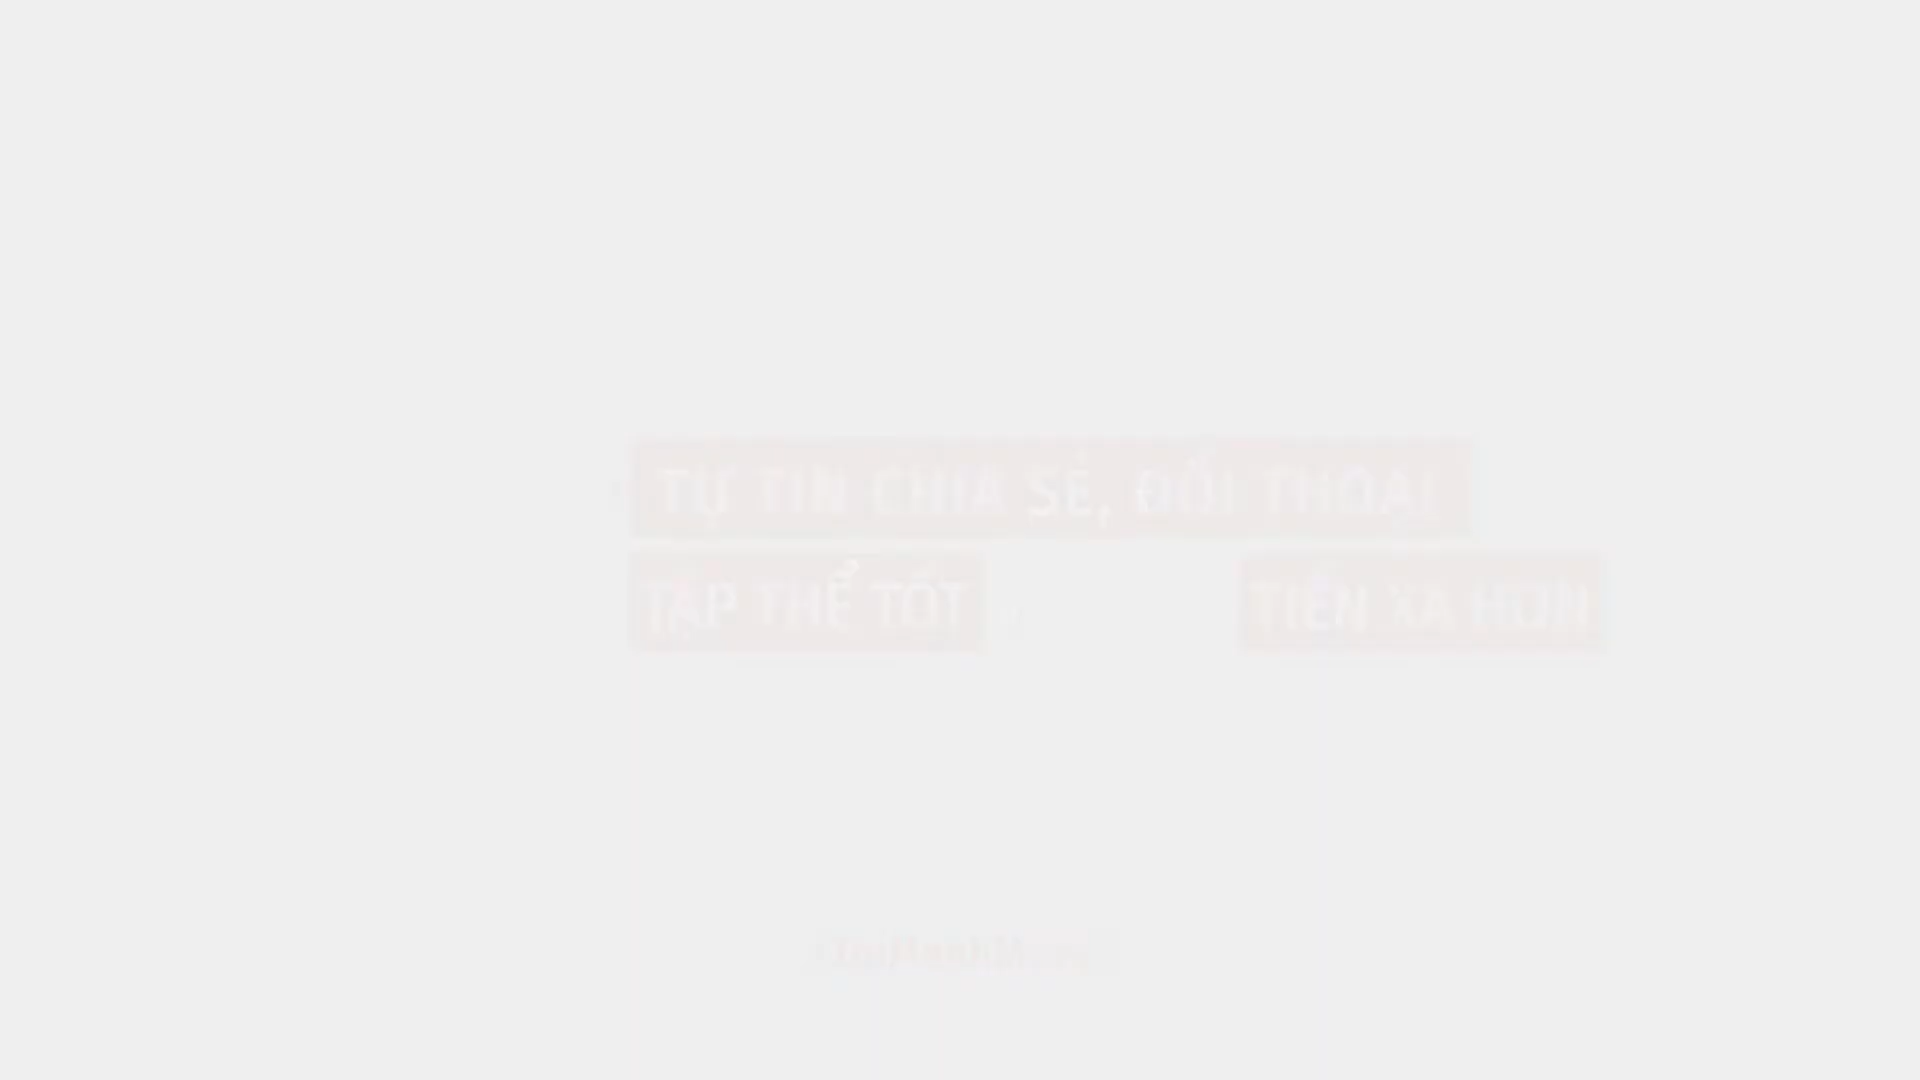 TỰ TIN CHIA SẺ, ĐỐI THOẠI
TẬP THỂ TỐT TIẾN XA HƠN